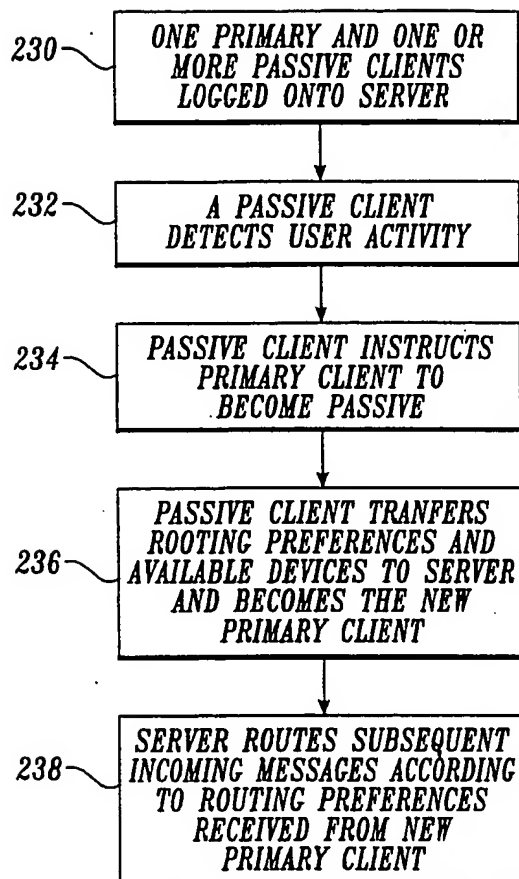 230
ONE PRIMARY AND ONE OR
MORE PASSIVE CLIENTS
LOGGED ONTO SERVER
232
A PASSIVE CLIENT
DETECTS USER ACTIVITY
234
PASSIVE CLIENT INSTRUCTS
PRIMARY CLIENT TO
BECOME PASSIVE
236
PASSIVE CLIENT TRANFERS
ROOTING PREFERENCES AND
AVAILABLE DEVICES TO SERVER
AND BECOMES THE NEW
PRIMARY CLIENT
238
SERVER ROUTES SUBSEQUENT
INCOMING MESSAGES ACCORDING
TO ROUTING PREFERENCES
RECEIVED FROM NEW
PRIMARY CLIENT